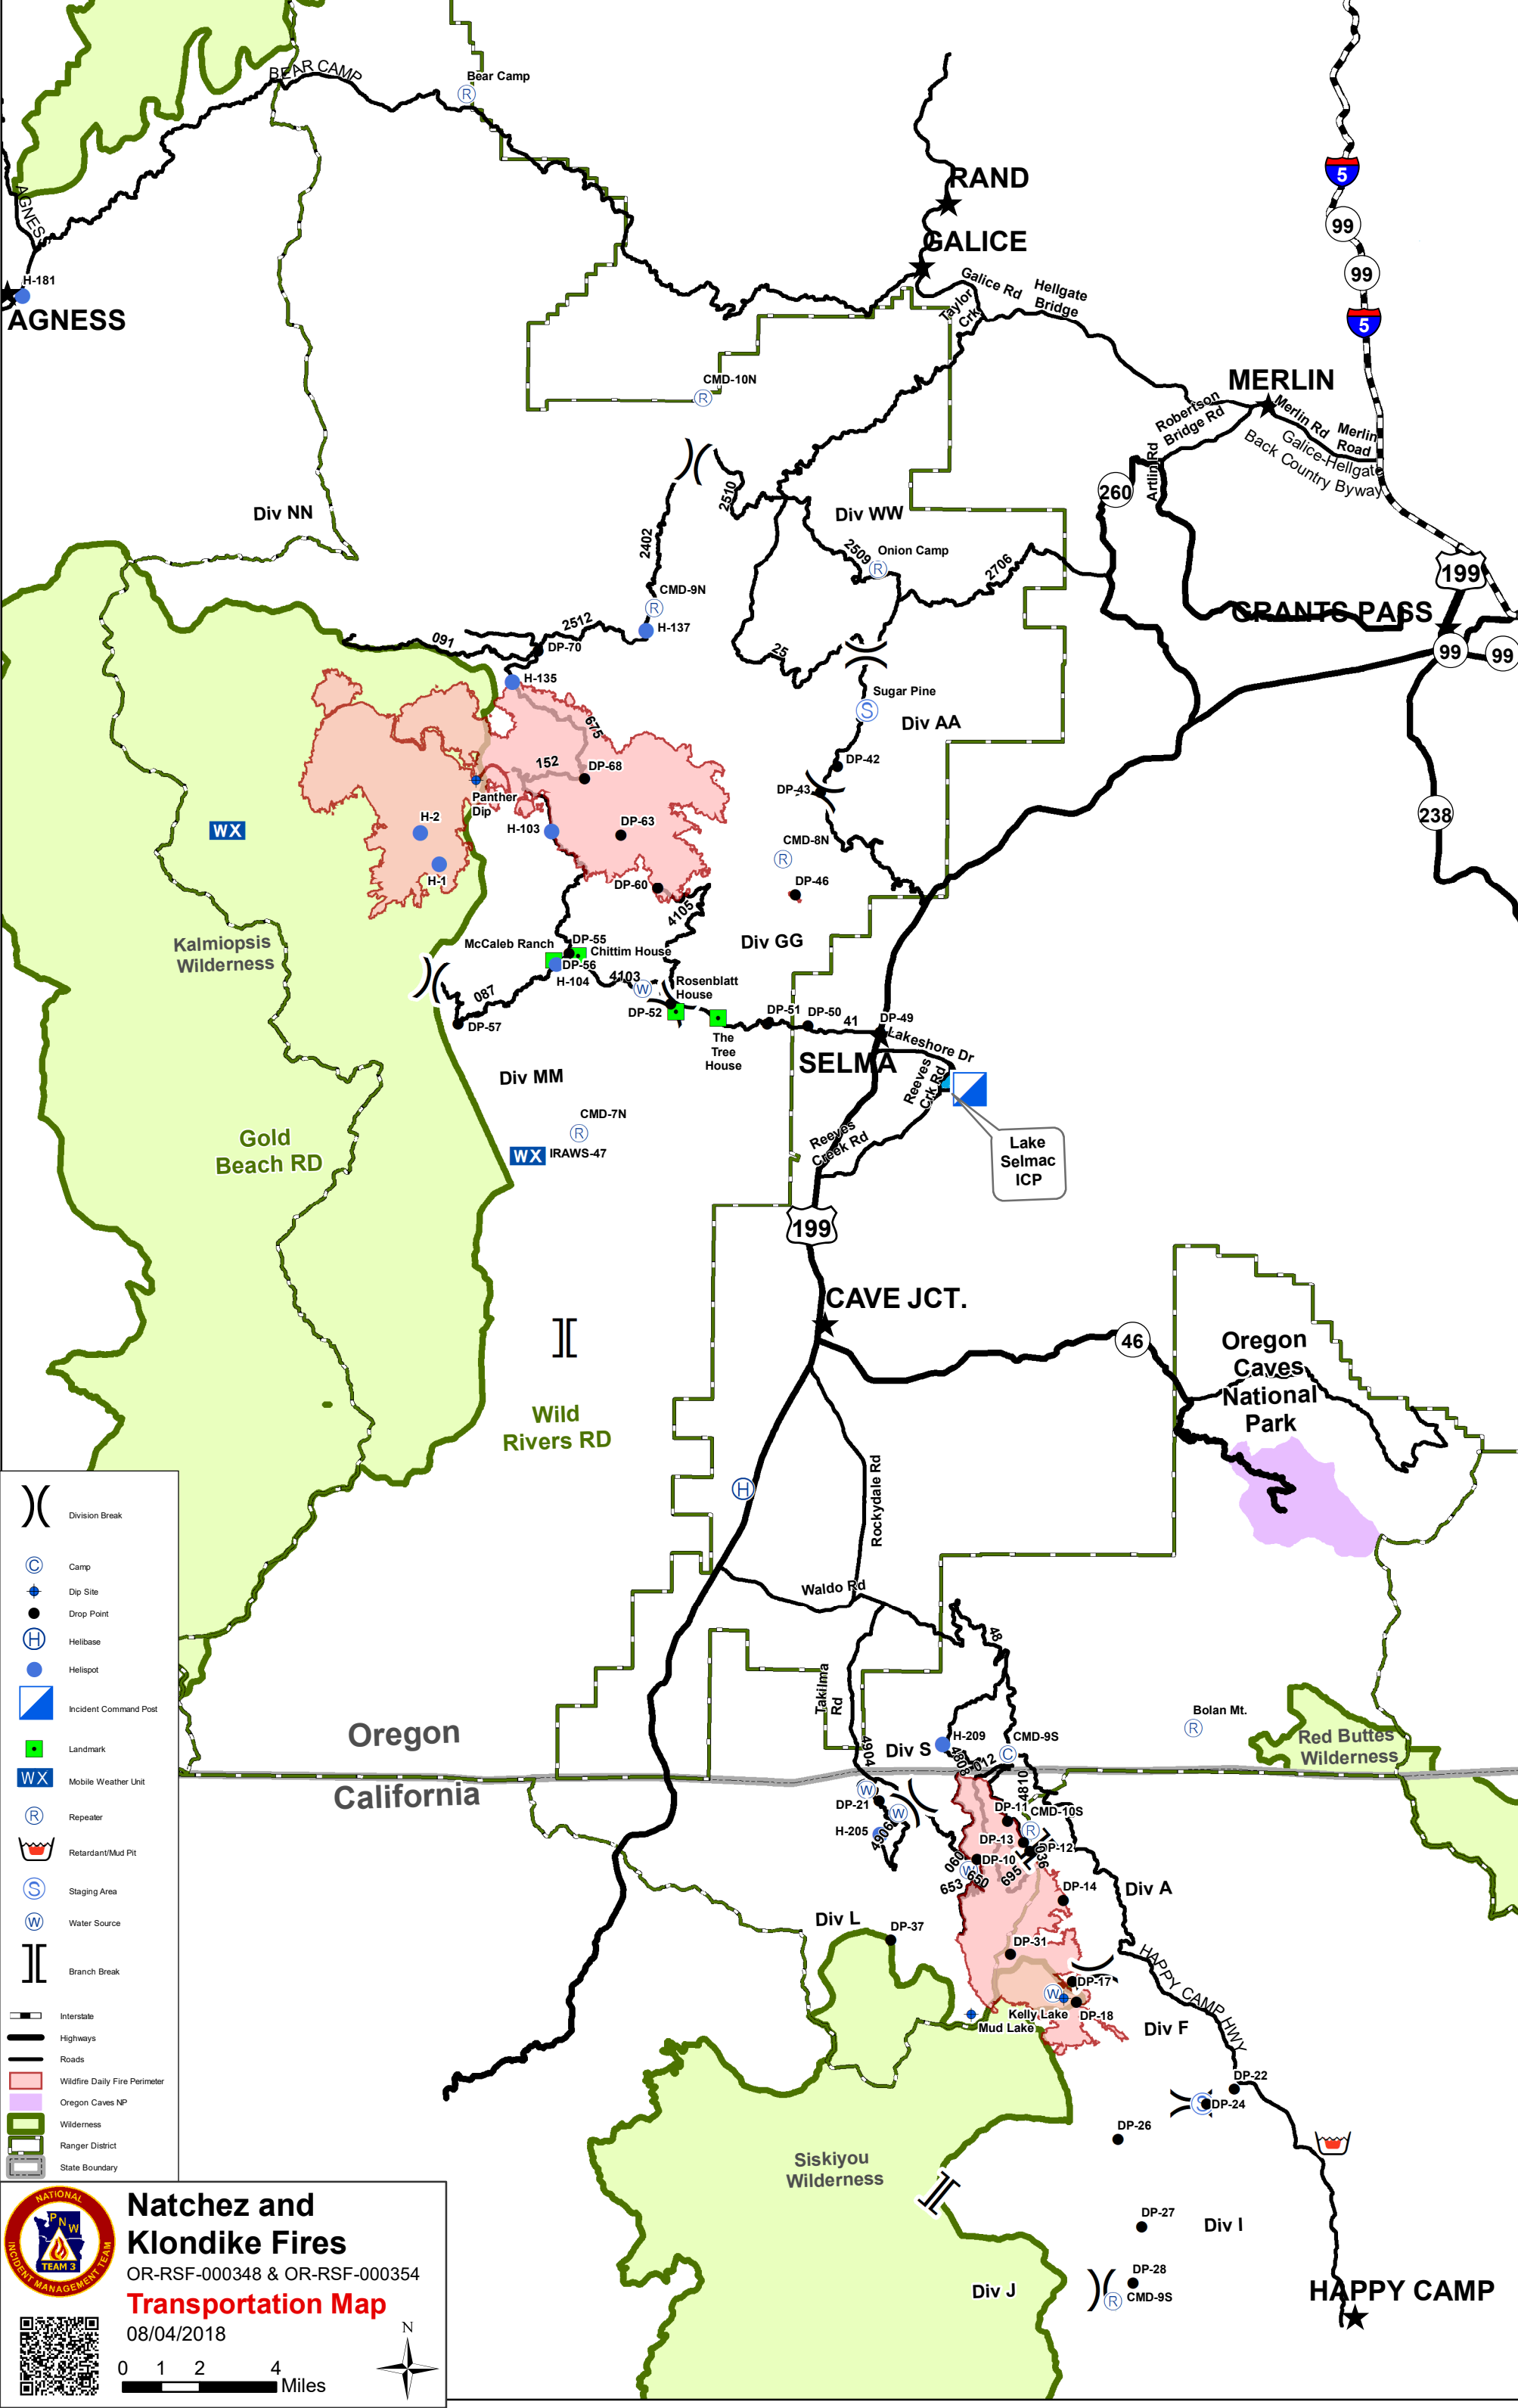 BEAR CAMP
Bear Camp
R
5
RAND
99
AGNESS
GALICE
99
H-181
Galice Rd
Hellgate
Bridge
Taylor
Crk
5
AGNESS
CMD-10N
R
MERLIN
Robertson
Bridge Rd
Merlin Rd
Merlin
Road
Galice-Hellgate
Back Country Byway
Artlin Rd
260
2510
Div NN
Div WW
2402
2509
Onion Camp
R
2706
199
CMD-9N
R
GRANTS PASS
2512
H-137
091
DP-70
25
99
99
H-135
Sugar Pine
S
Div AA
675
152
DP-68
DP-42
Panther
Dip
DP-43
H-2
H-103
DP-63
238
WX
CMD-8N
R
H-1
DP-60
DP-46
4105
Kalmiopsis
Wilderness
McCaleb Ranch
DP-55
Chittim House
Div GG
DP-56
H-104
4103
W
Rosenblatt
House
087
DP-52
DP-57
DP-51
DP-50
41
DP-49
The
Tree
House
SELMA
Lakeshore Dr
Reeves
Crk Rd
Div MM
CMD-7N
R
Reeves
Creek Rd
Lake
Selmac
ICP
Gold
Beach RD
WX
IRAWS-47
199
CAVE JCT.
46
Oregon
Caves
National
Park
Wild
Rivers RD
H
Rockydale Rd
Waldo Rd
48
Takilma
Rd
Bolan Mt.
R
Oregon
H-209
CMD-9S
C
Div S
4904
4808
012
Red Buttes
Wilderness
California
4810
W
DP-21
W
DP-11
CMD-10S
R
H-205
4906
DP-13
DP-12
060
DP-10
W
650
695
036
653
DP-14
Div A
Div L
DP-37
DP-31
HAPPY CAMP HWY
DP-17
W
Kelly Lake
DP-18
Mud Lake
Div F
DP-22
S
DP-24
DP-26
Siskiyou
Wilderness
DP-27
Div I
DP-28
Div J
R
CMD-9S
HAPPY CAMP
Division Break
C
Camp
Dip Site
Drop Point
H
Helibase
Helispot
Incident Command Post
Landmark
WX
Mobile Weather Unit
R
Repeater
Retardant/Mud Pit
S
Staging Area
W
Water Source
Branch Break
Interstate
Highways
Roads
Wildfire Daily Fire Perimeter
Oregon Caves NP
Wilderness
Ranger District
State Boundary
NATIONAL
PNW
TEAM 3
INCIDENT MANAGEMENT TEAM
Natchez and
Klondike Fires
OR-RSF-000348 & OR-RSF-000354
Transportation Map
08/04/2018
N
0 1 2 4
Miles